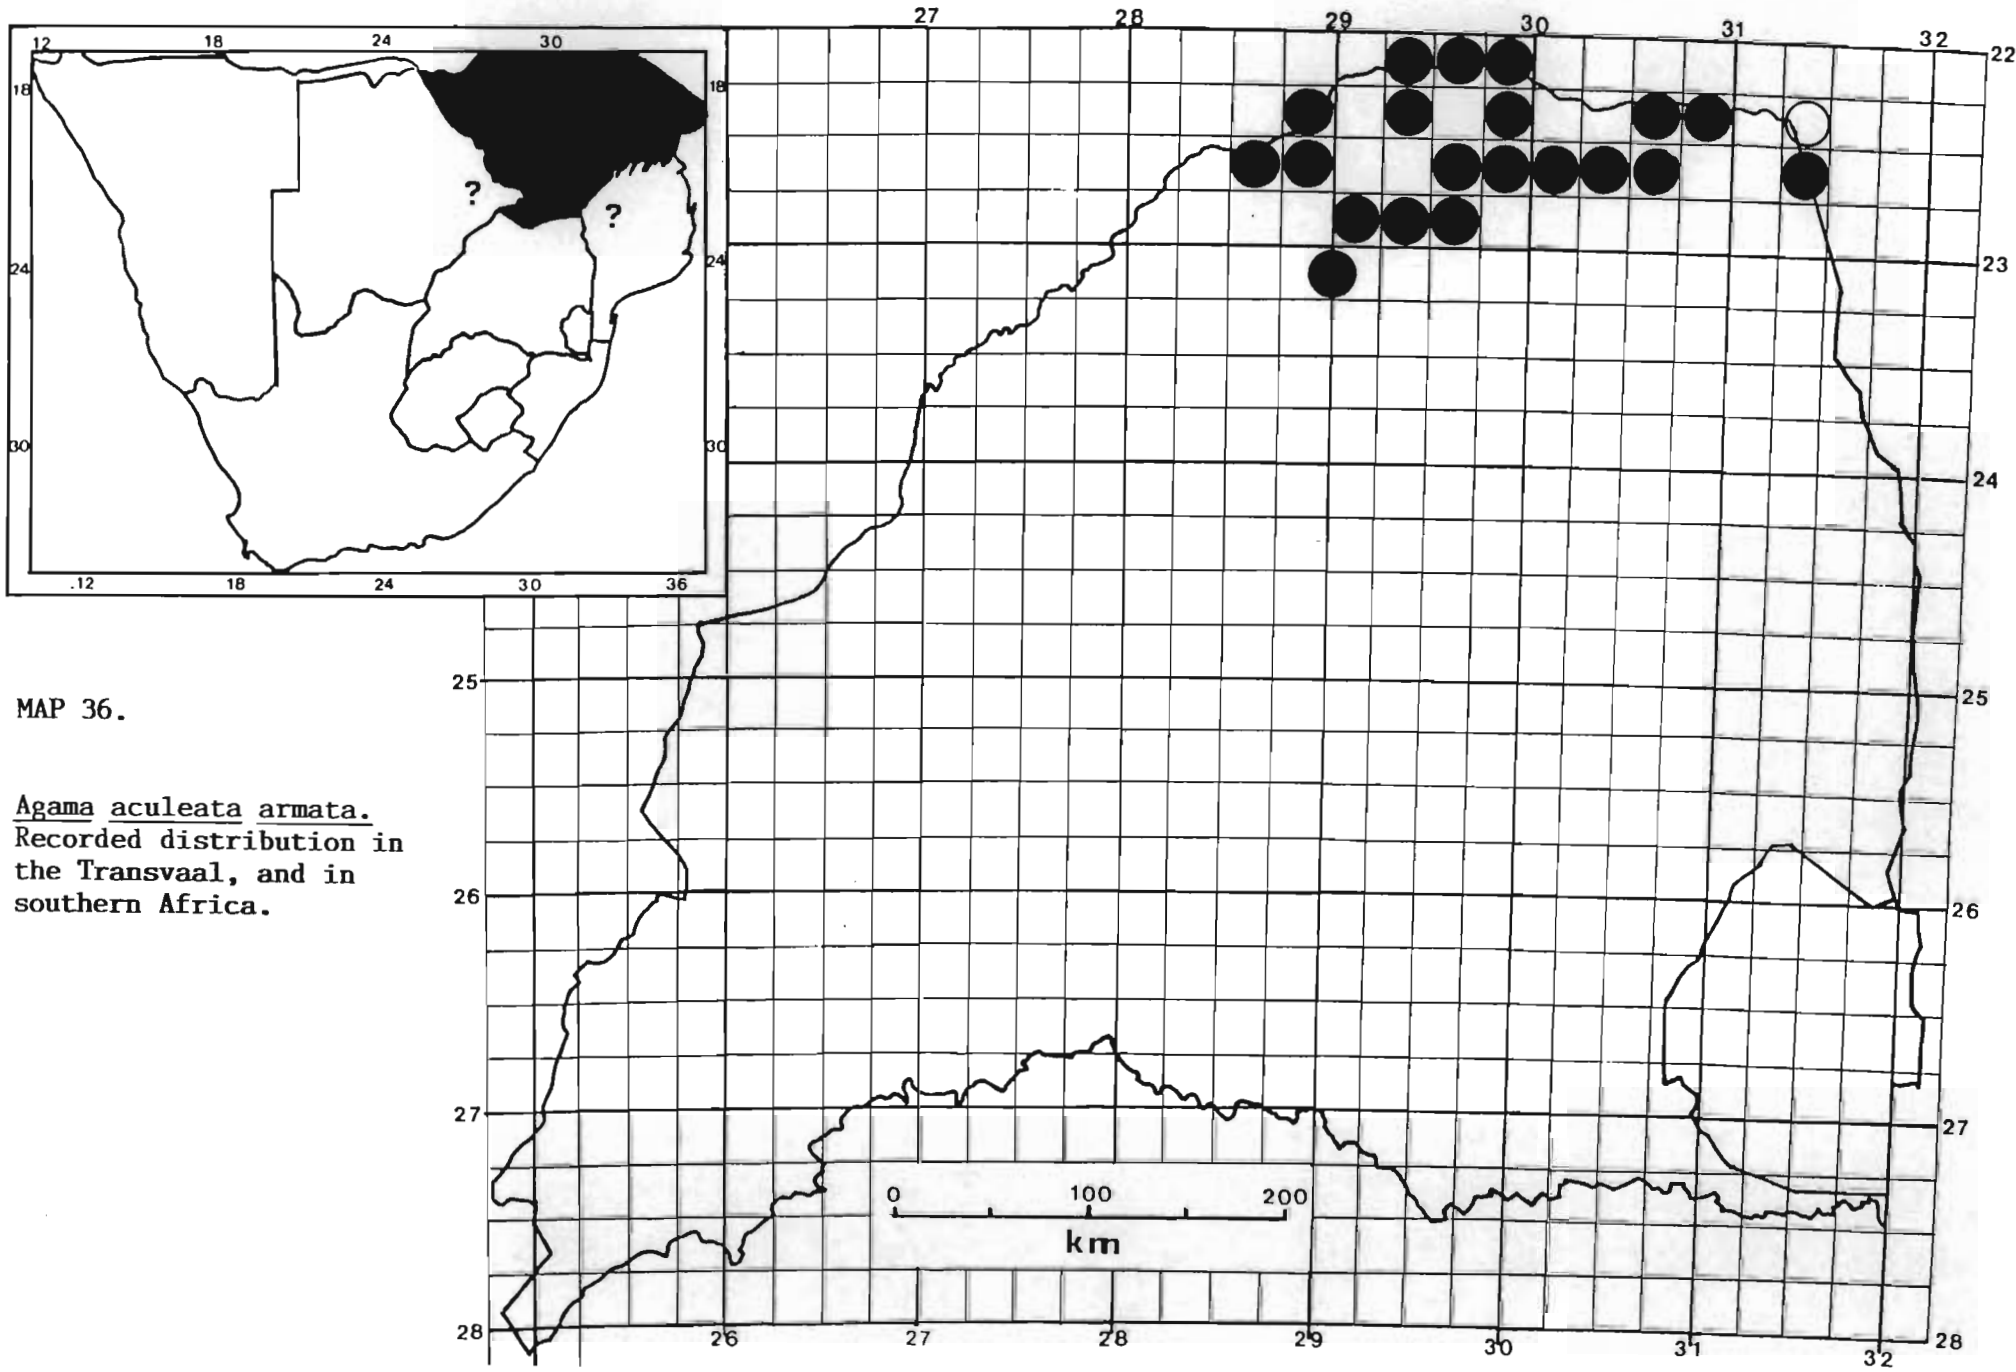 27 28 29 30 31 32 22
12 18 24 30
18 18
? ?
24 24
23
30 30
24
.12 18 24 30 36
25 25
MAP 36.
Agama aculeata armata.
Recorded distribution in
the Transvaal, and in
southern Africa.
26 26
27 27
0 100 200
km
28 26 27 28 29 30 31 32 28